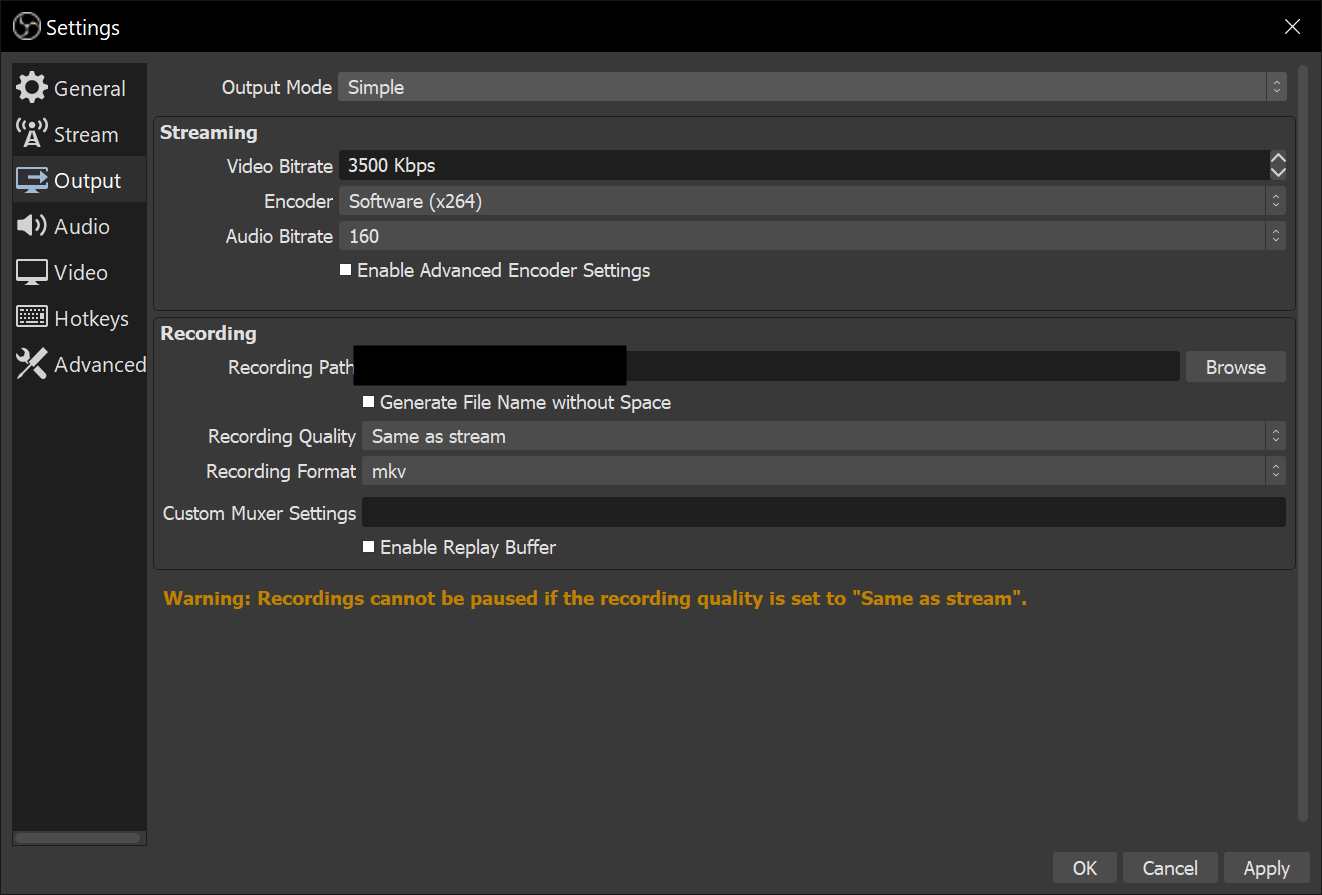 Settings
General
Stream
Output
Audio
Video
Hotkeys
Advanced
Output Mode Simple
Streaming
Video Bitrate 3500 Kbps
Encoder Software (x264)
Audio Bitrate 160
Enable Advanced Encoder Settings
Recording
Recording Path Browse
Generate File Name without Space
Recording Quality Same as stream
Recording Format mkv
Custom Muxer Settings
Enable Replay Buffer
Warning: Recordings cannot be paused if the recording quality is set to "Same as stream".
OK Cancel Apply